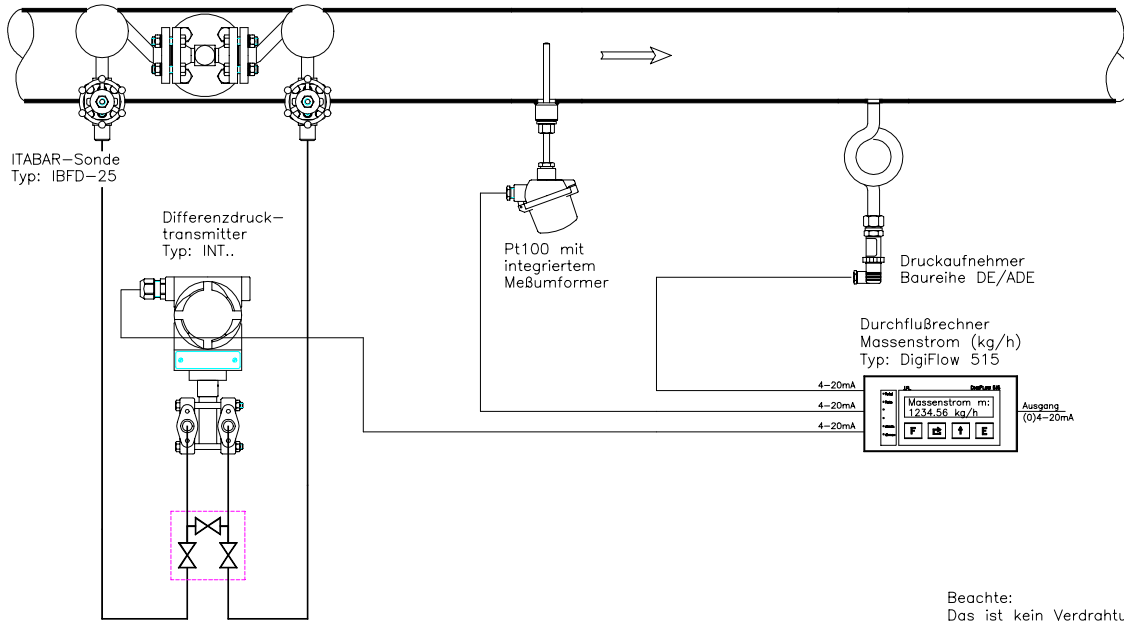 ITABAR-Sonde
Typ: IBFD-25
Differenzdruck-
transmitter
Typ: INT..
Pt100 mit
integriertem
Meßumformer
Druckaufnehmer
Baureihe DE/ADE
Durchflußrechner
Massenstrom (kg/h)
Typ: DigiFlow 515
4-20mA
4-20mA
4-20mA
DigiFlow 515
Massenstrom m:
1234.56 kg/h
F
E
Ausgang
(0)4-20mA
Beachte:
Das ist kein Verdrahtu